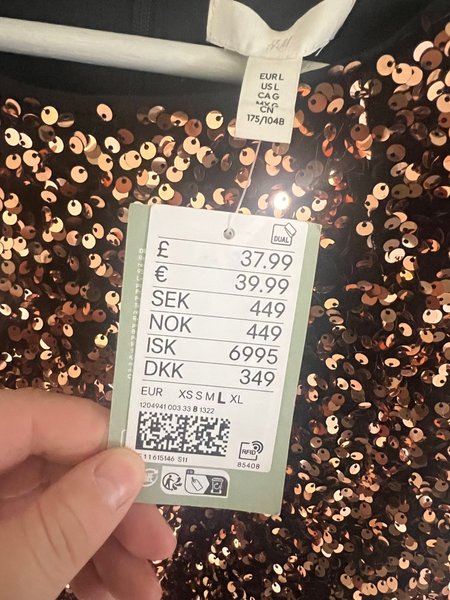 H&M
EUR L
US L
CA G
CN
175/104B
DUAL
£ 37.99
€ 39.99
SEK 449
NOK 449
ISK 6995
DKK 349
EUR XS S M L XL
1204941 003 33 B 1322
RFID
85408